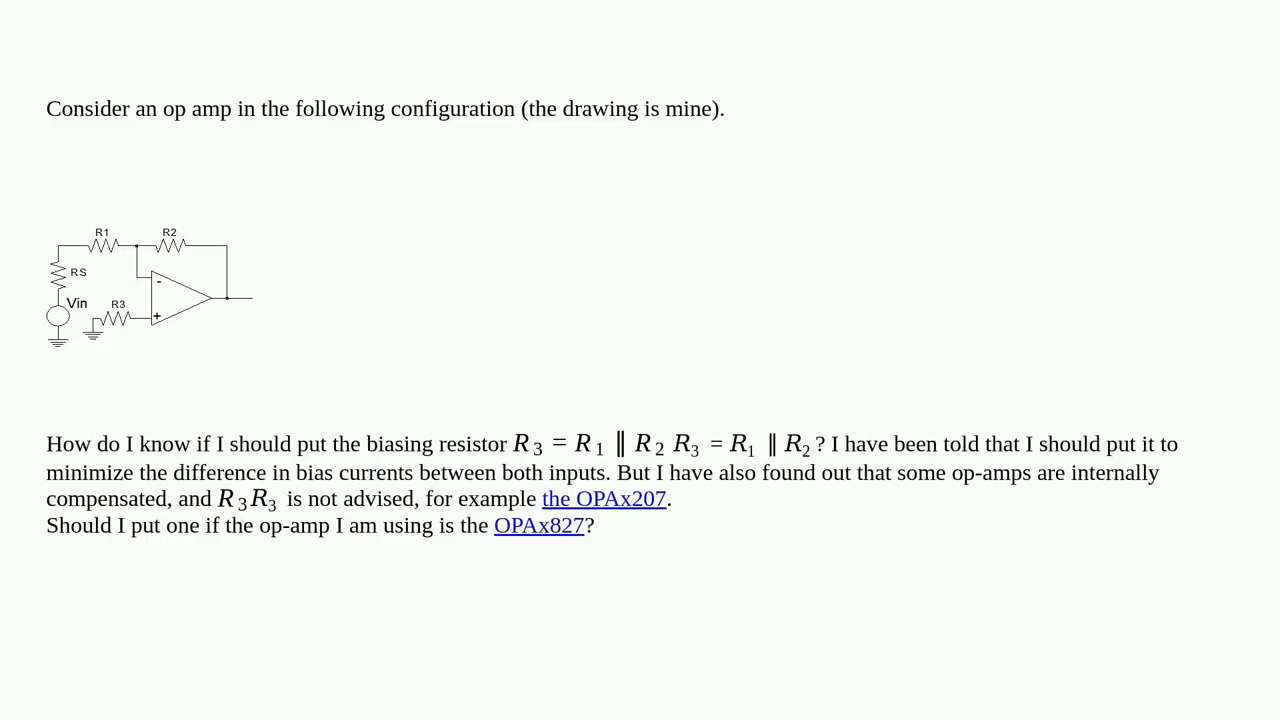 Consider an op amp in the following configuration (the drawing is mine).
R1 R2
RS
Vin R3
-
+
How do I know if I should put the biasing resistor R 3 = R 1 ∥ R 2 R₃ = R₁ ∥ R₂ ? I have been told that I should put it to
minimize the difference in bias currents between both inputs. But I have also found out that some op-amps are internally
compensated, and R 3 R₃ is not advised, for example the OPAx207.
Should I put one if the op-amp I am using is the OPAx827?